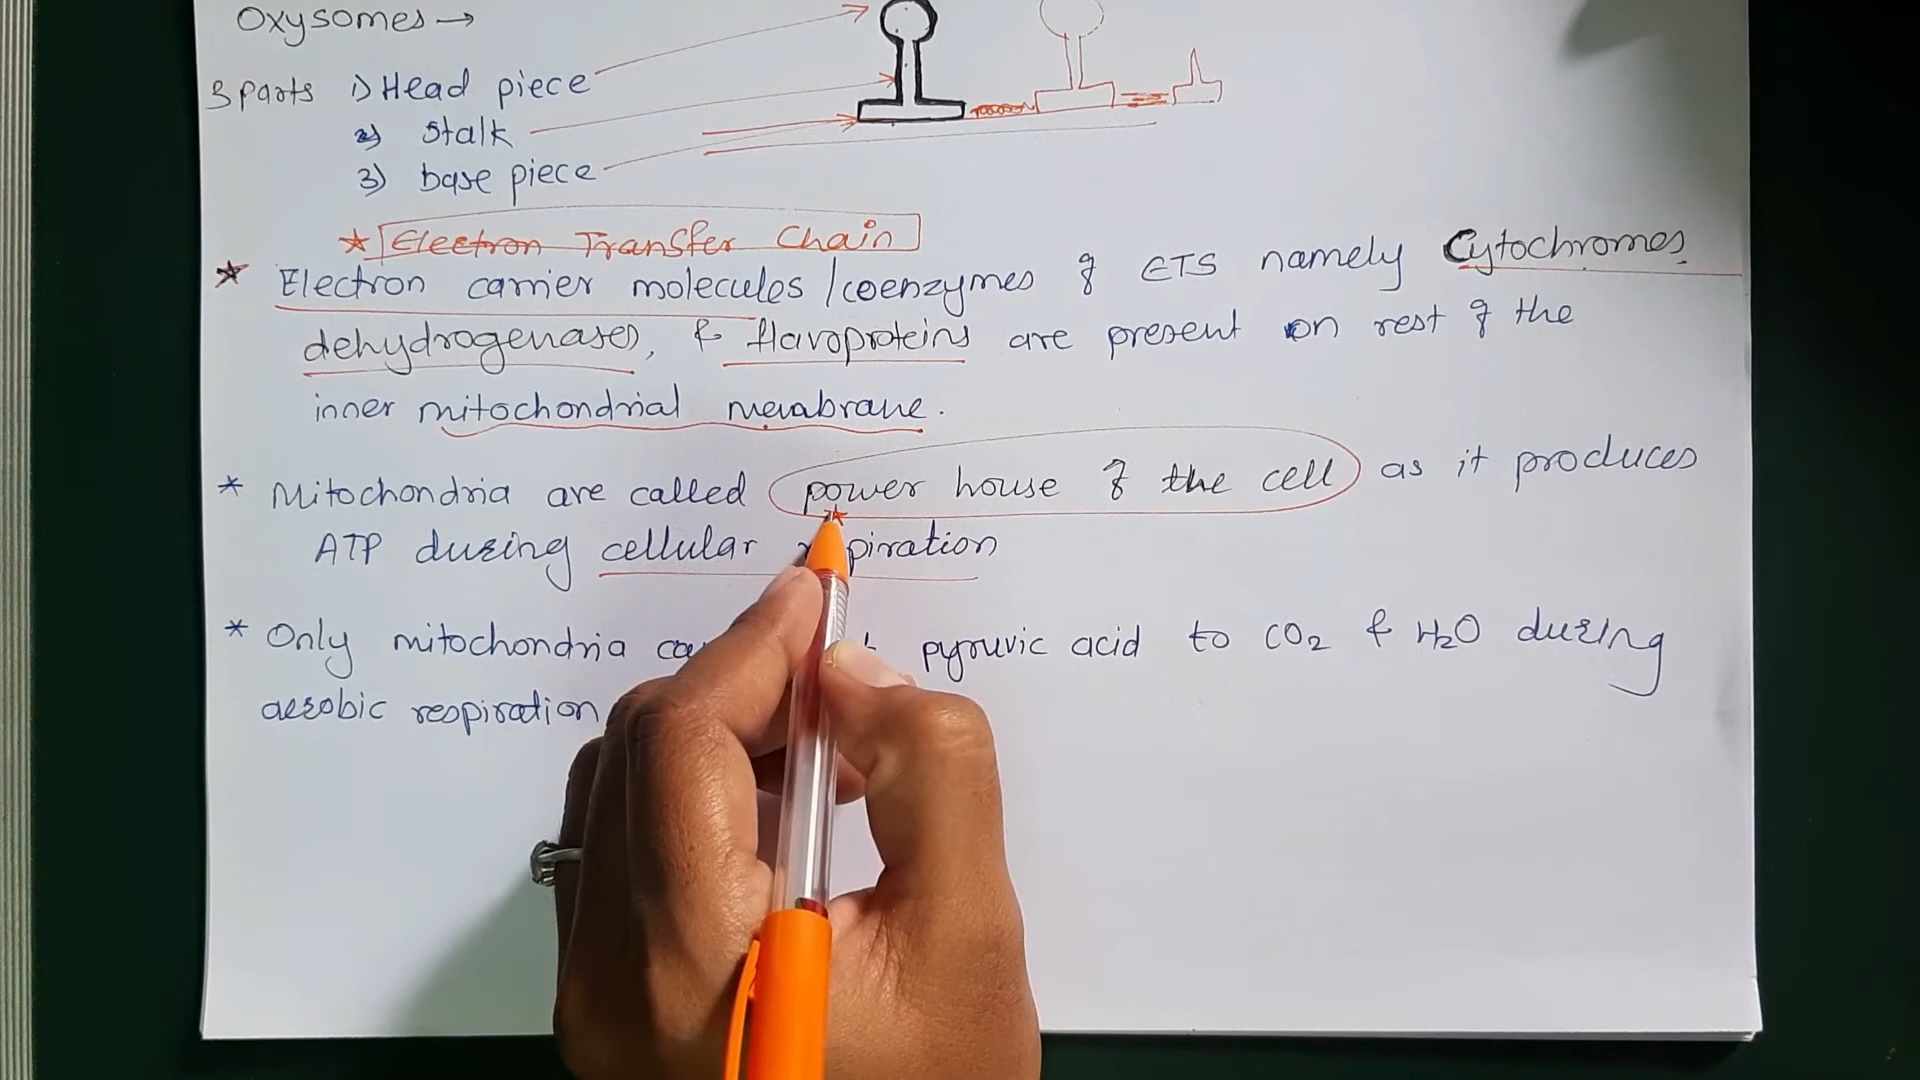 Oxysomes →
3 parts 1) Head piece
2) stalk
3) base piece
* Electron Transfer Chain
* Electron carrier molecules / coenzymes of ETS namely Cytochromes,
dehydrogenases, & flavoproteins are present on rest of the
inner mitochondrial membrane.
* Mitochondria are called power house of the cell as it produces
ATP during cellular
* Only mitochondria pyruvic acid to CO₂ & H₂O during
aerobic respiration